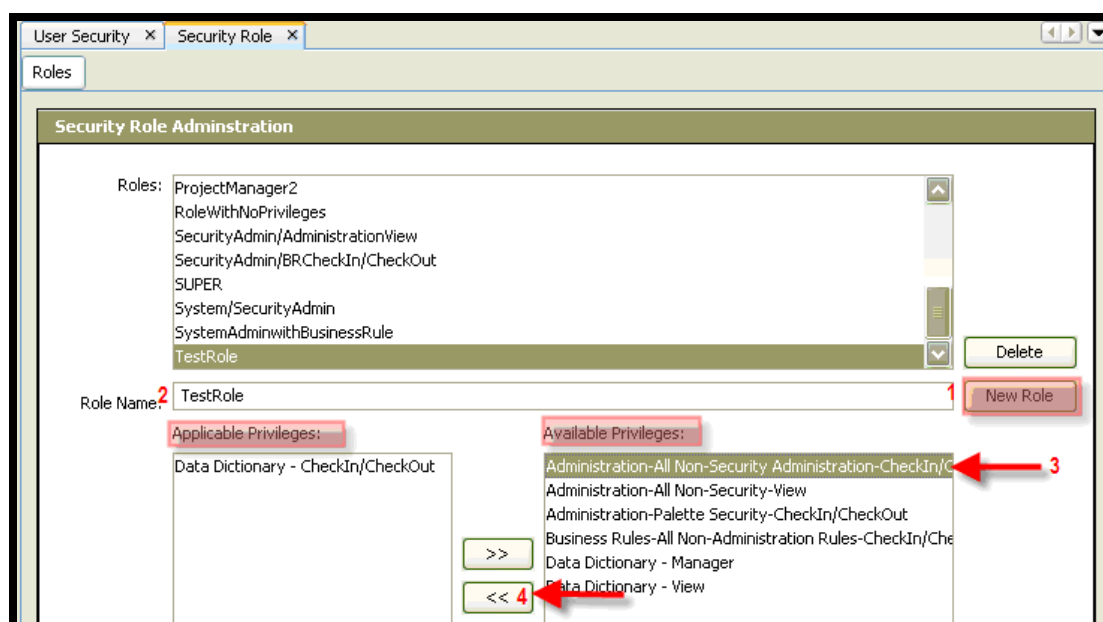 User Security ×
Security Role ×
Roles
Security Role Adminstration
Roles:
ProjectManager2
RoleWithNoPrivileges
SecurityAdmin/AdministrationView
SecurityAdmin/BRCheckIn/CheckOut
SUPER
System/SecurityAdmin
SystemAdminwithBusinessRule
TestRole
Delete
Role Name:
2
TestRole
1
New Role
Applicable Privileges:
Available Privileges:
Data Dictionary - CheckIn/CheckOut
Administration-All Non-Security Administration-CheckIn/C
3
Administration-All Non-Security-View
Administration-Palette Security-CheckIn/CheckOut
Business Rules-All Non-Administration Rules-CheckIn/Che
Data Dictionary - Manager
Data Dictionary - View
>>
<< 4